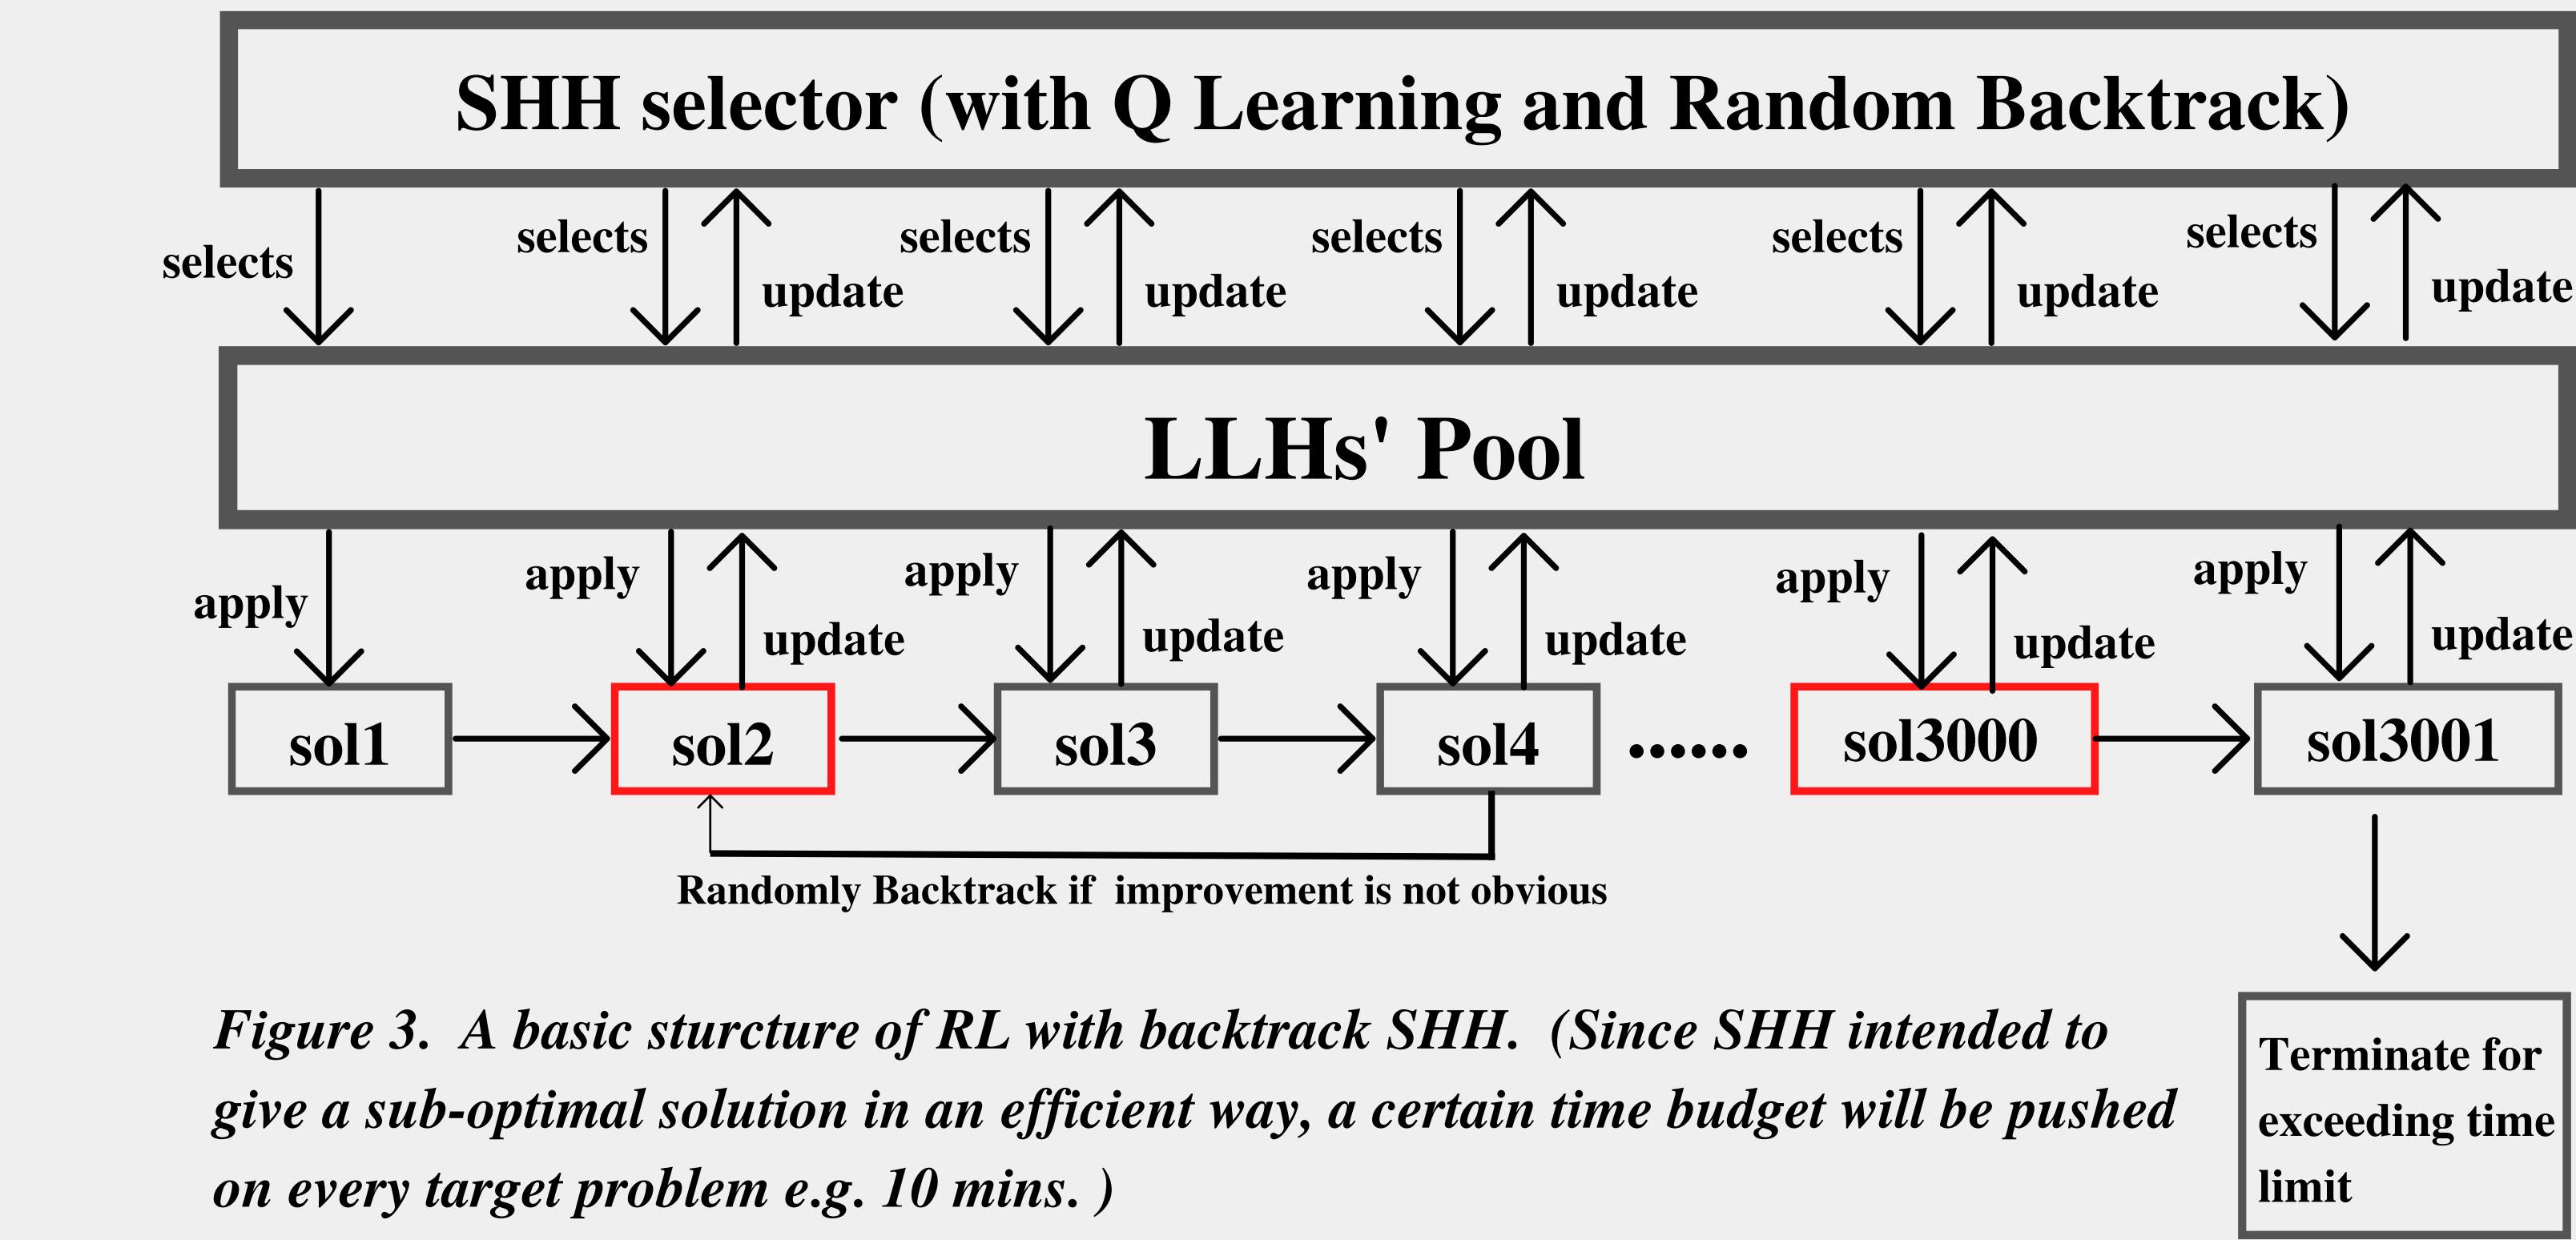 SHH selector (with Q Learning and Random Backtrack)
selects
selects
update
selects
update
selects
update
selects
update
selects
update
LLHs' Pool
apply
apply
update
apply
update
apply
update
apply
update
apply
update
sol1
sol2
sol3
sol4
......
sol3000
sol3001
Randomly Backtrack if improvement is not obvious
Terminate for
exceeding time
limit
Figure 3. A basic sturcture of RL with backtrack SHH. (Since SHH intended to
give a sub-optimal solution in an efficient way, a certain time budget will be pushed
on every target problem e.g. 10 mins. )